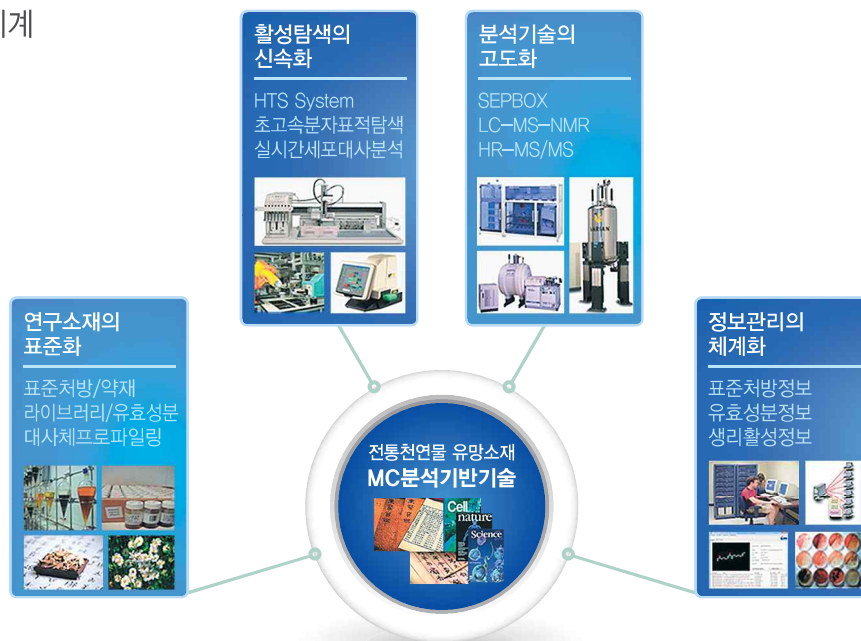 활성탐색의
신속화
HTS System
초고속분자표적탐색
실시간세포대사분석
분석기술의
고도화
SEPBOX
LC-MS-NMR
HR-MS/MS
연구소재의
표준화
표준처방/약재
라이브러리/유효성분
대사체프로파일링
정보관리의
체계화
표준처방정보
유효성분정보
생리활성정보
전통천연물 유망소재
MC분석기반기술
Cell
nature
Science